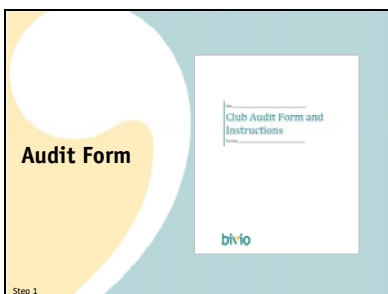 Club Audit Form and
Instructions
Audit Form
bivio
Step 1